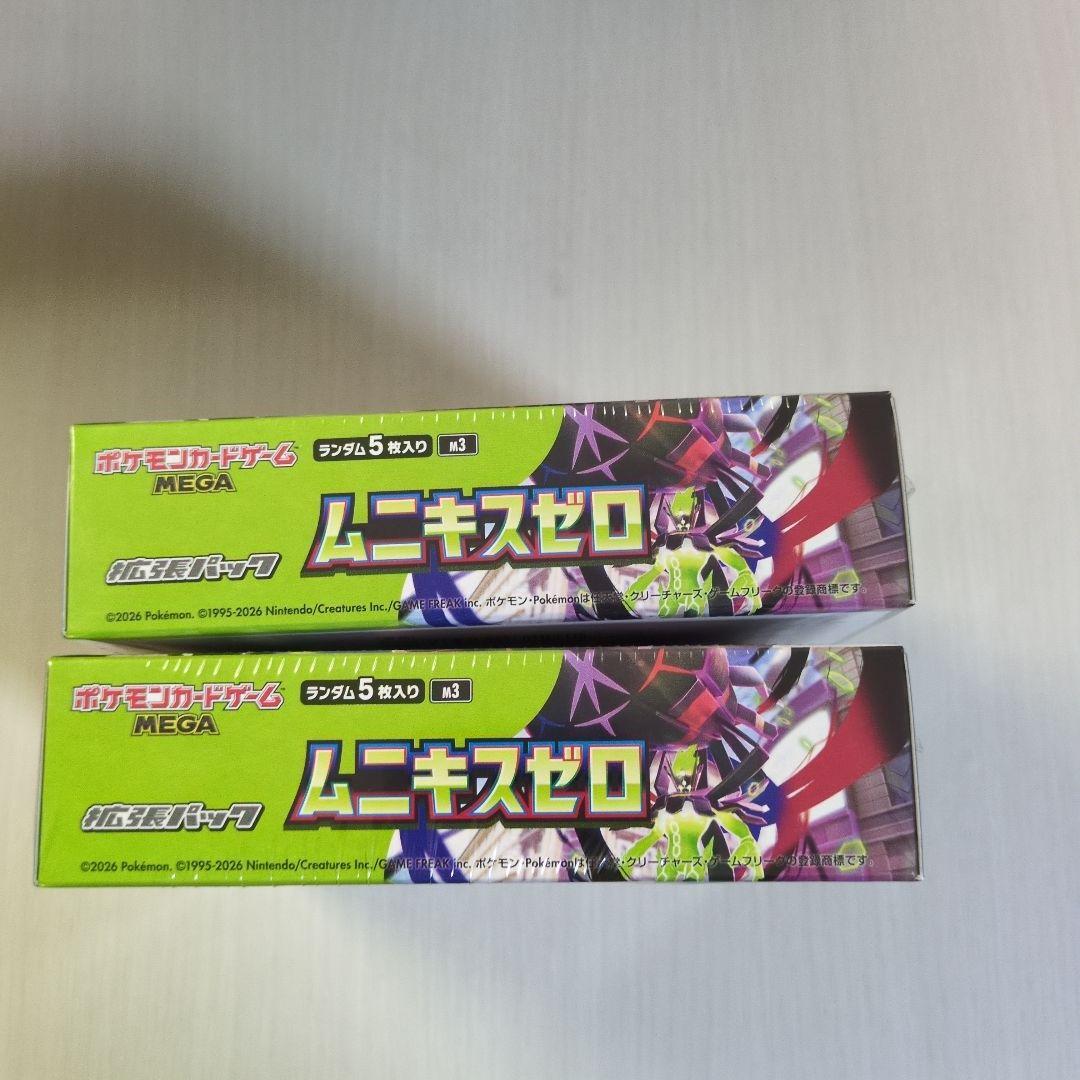 ポケモンカードゲーム
MEGA
ランダム5枚入り M3
ムニキスゼロ
拡張パック
©2026 Pokémon. ©1995-2026 Nintendo/Creatures Inc./GAME FREAK inc. ポケモン・Pokémonは任天堂・クリーチャーズ・ゲームフリークの登録商標です。
ポケモンカードゲーム™
MEGA
ランダム5枚入り M3
ムニキスゼロ
拡張パック
©2026 Pokémon. ©1995-2026 Nintendo/Creatures Inc./GAME FREAK inc. ポケモン・Pokémonは任天堂・クリーチャーズ・ゲームフリークの登録商標です。